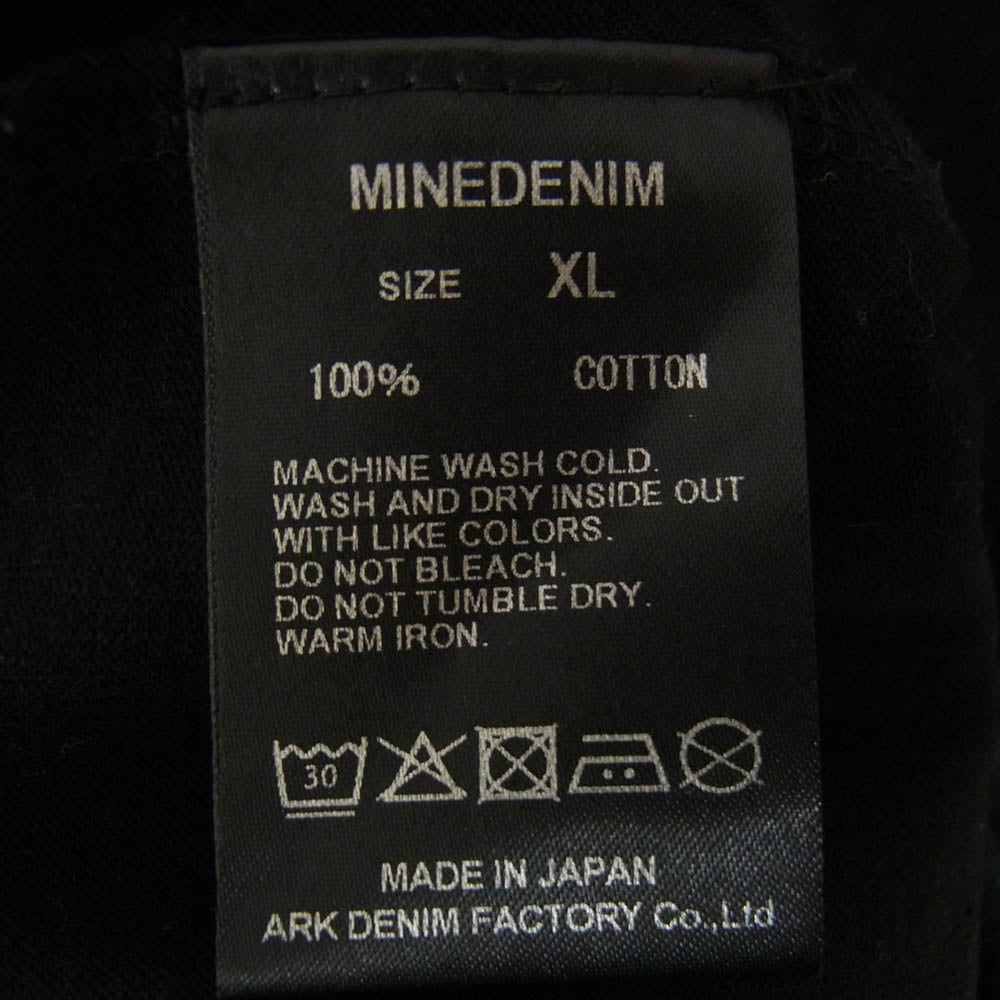 MINEDENIM
SIZE XL
100% COTTON
MACHINE WASH COLD.
WASH AND DRY INSIDE OUT
WITH LIKE COLORS.
DO NOT BLEACH.
DO NOT TUMBLE DRY.
WARM IRON.
30
MADE IN JAPAN
ARK DENIM FACTORY Co.,Ltd